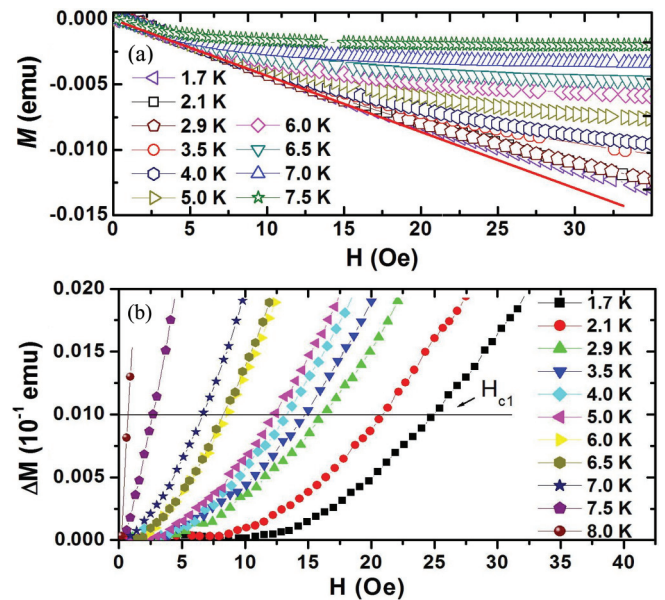 (a)
M (emu)
0.000
-0.005
-0.010
-0.015
1.7 K
2.1 K
2.9 K
3.5 K
4.0 K
5.0 K
6.0 K
6.5 K
7.0 K
7.5 K
0 5 10 15 20 25 30
H (Oe)
(b)
ΔM (10⁻¹ emu)
0.020
0.015
0.010
0.005
0.000
H_c1
1.7 K
2.1 K
2.9 K
3.5 K
4.0 K
5.0 K
6.0 K
6.5 K
7.0 K
7.5 K
8.0 K
0 5 10 15 20 25 30 35 40
H (Oe)